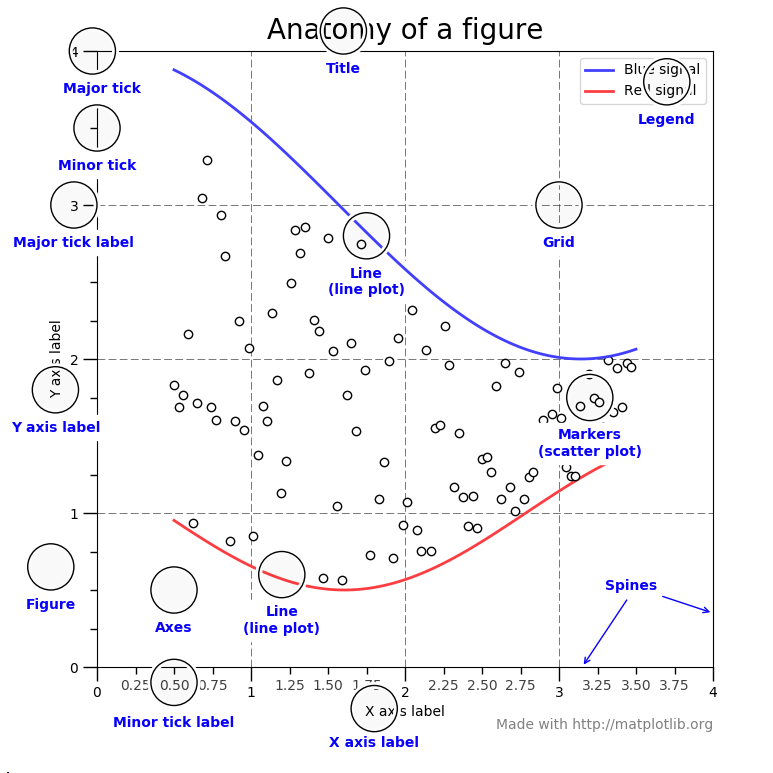 Anatomy of a figure
4
Major tick
Title
Blue signal
Red signal
Legend
Minor tick
3
Major tick label
Grid
Line
(line plot)
Y axis label
2
Y axis label
Markers
(scatter plot)
1
Figure
Axes
Line
(line plot)
Spines
0
0 0.25 0.50 0.75 1 1.25 1.50 1.75 2 2.25 2.50 2.75 3 3.25 3.50 3.75 4
Minor tick label
X axis label
X axis label
Made with http://matplotlib.org